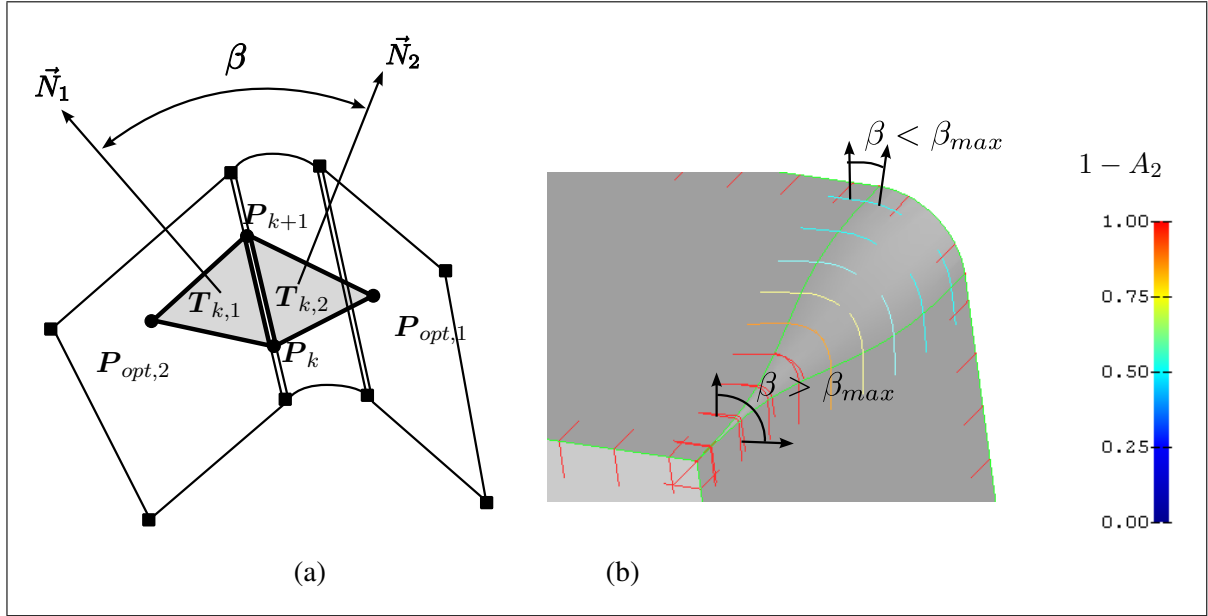 β
N⃗₁
N⃗₂
P_{k+1}
T_{k,1}
T_{k,2}
P_{opt,1}
P_{opt,2}
P_k
(a)
β < β_{max}
β > β_{max}
1 − A₂
1.00
0.75
0.50
0.25
0.00
(b)